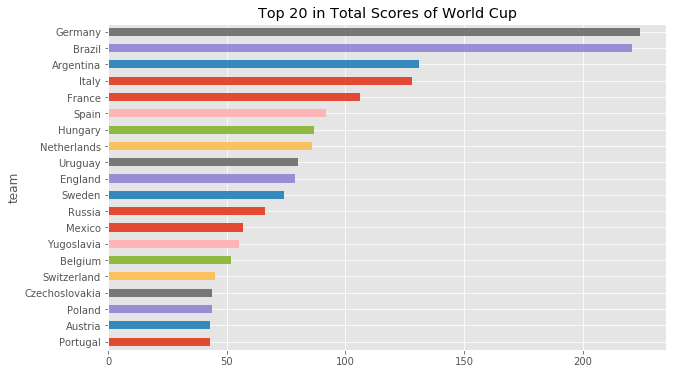 Top 20 in Total Scores of World Cup
team
Germany
Brazil
Argentina
Italy
France
Spain
Hungary
Netherlands
Uruguay
England
Sweden
Russia
Mexico
Yugoslavia
Belgium
Switzerland
Czechoslovakia
Poland
Austria
Portugal
0 50 100 150 200